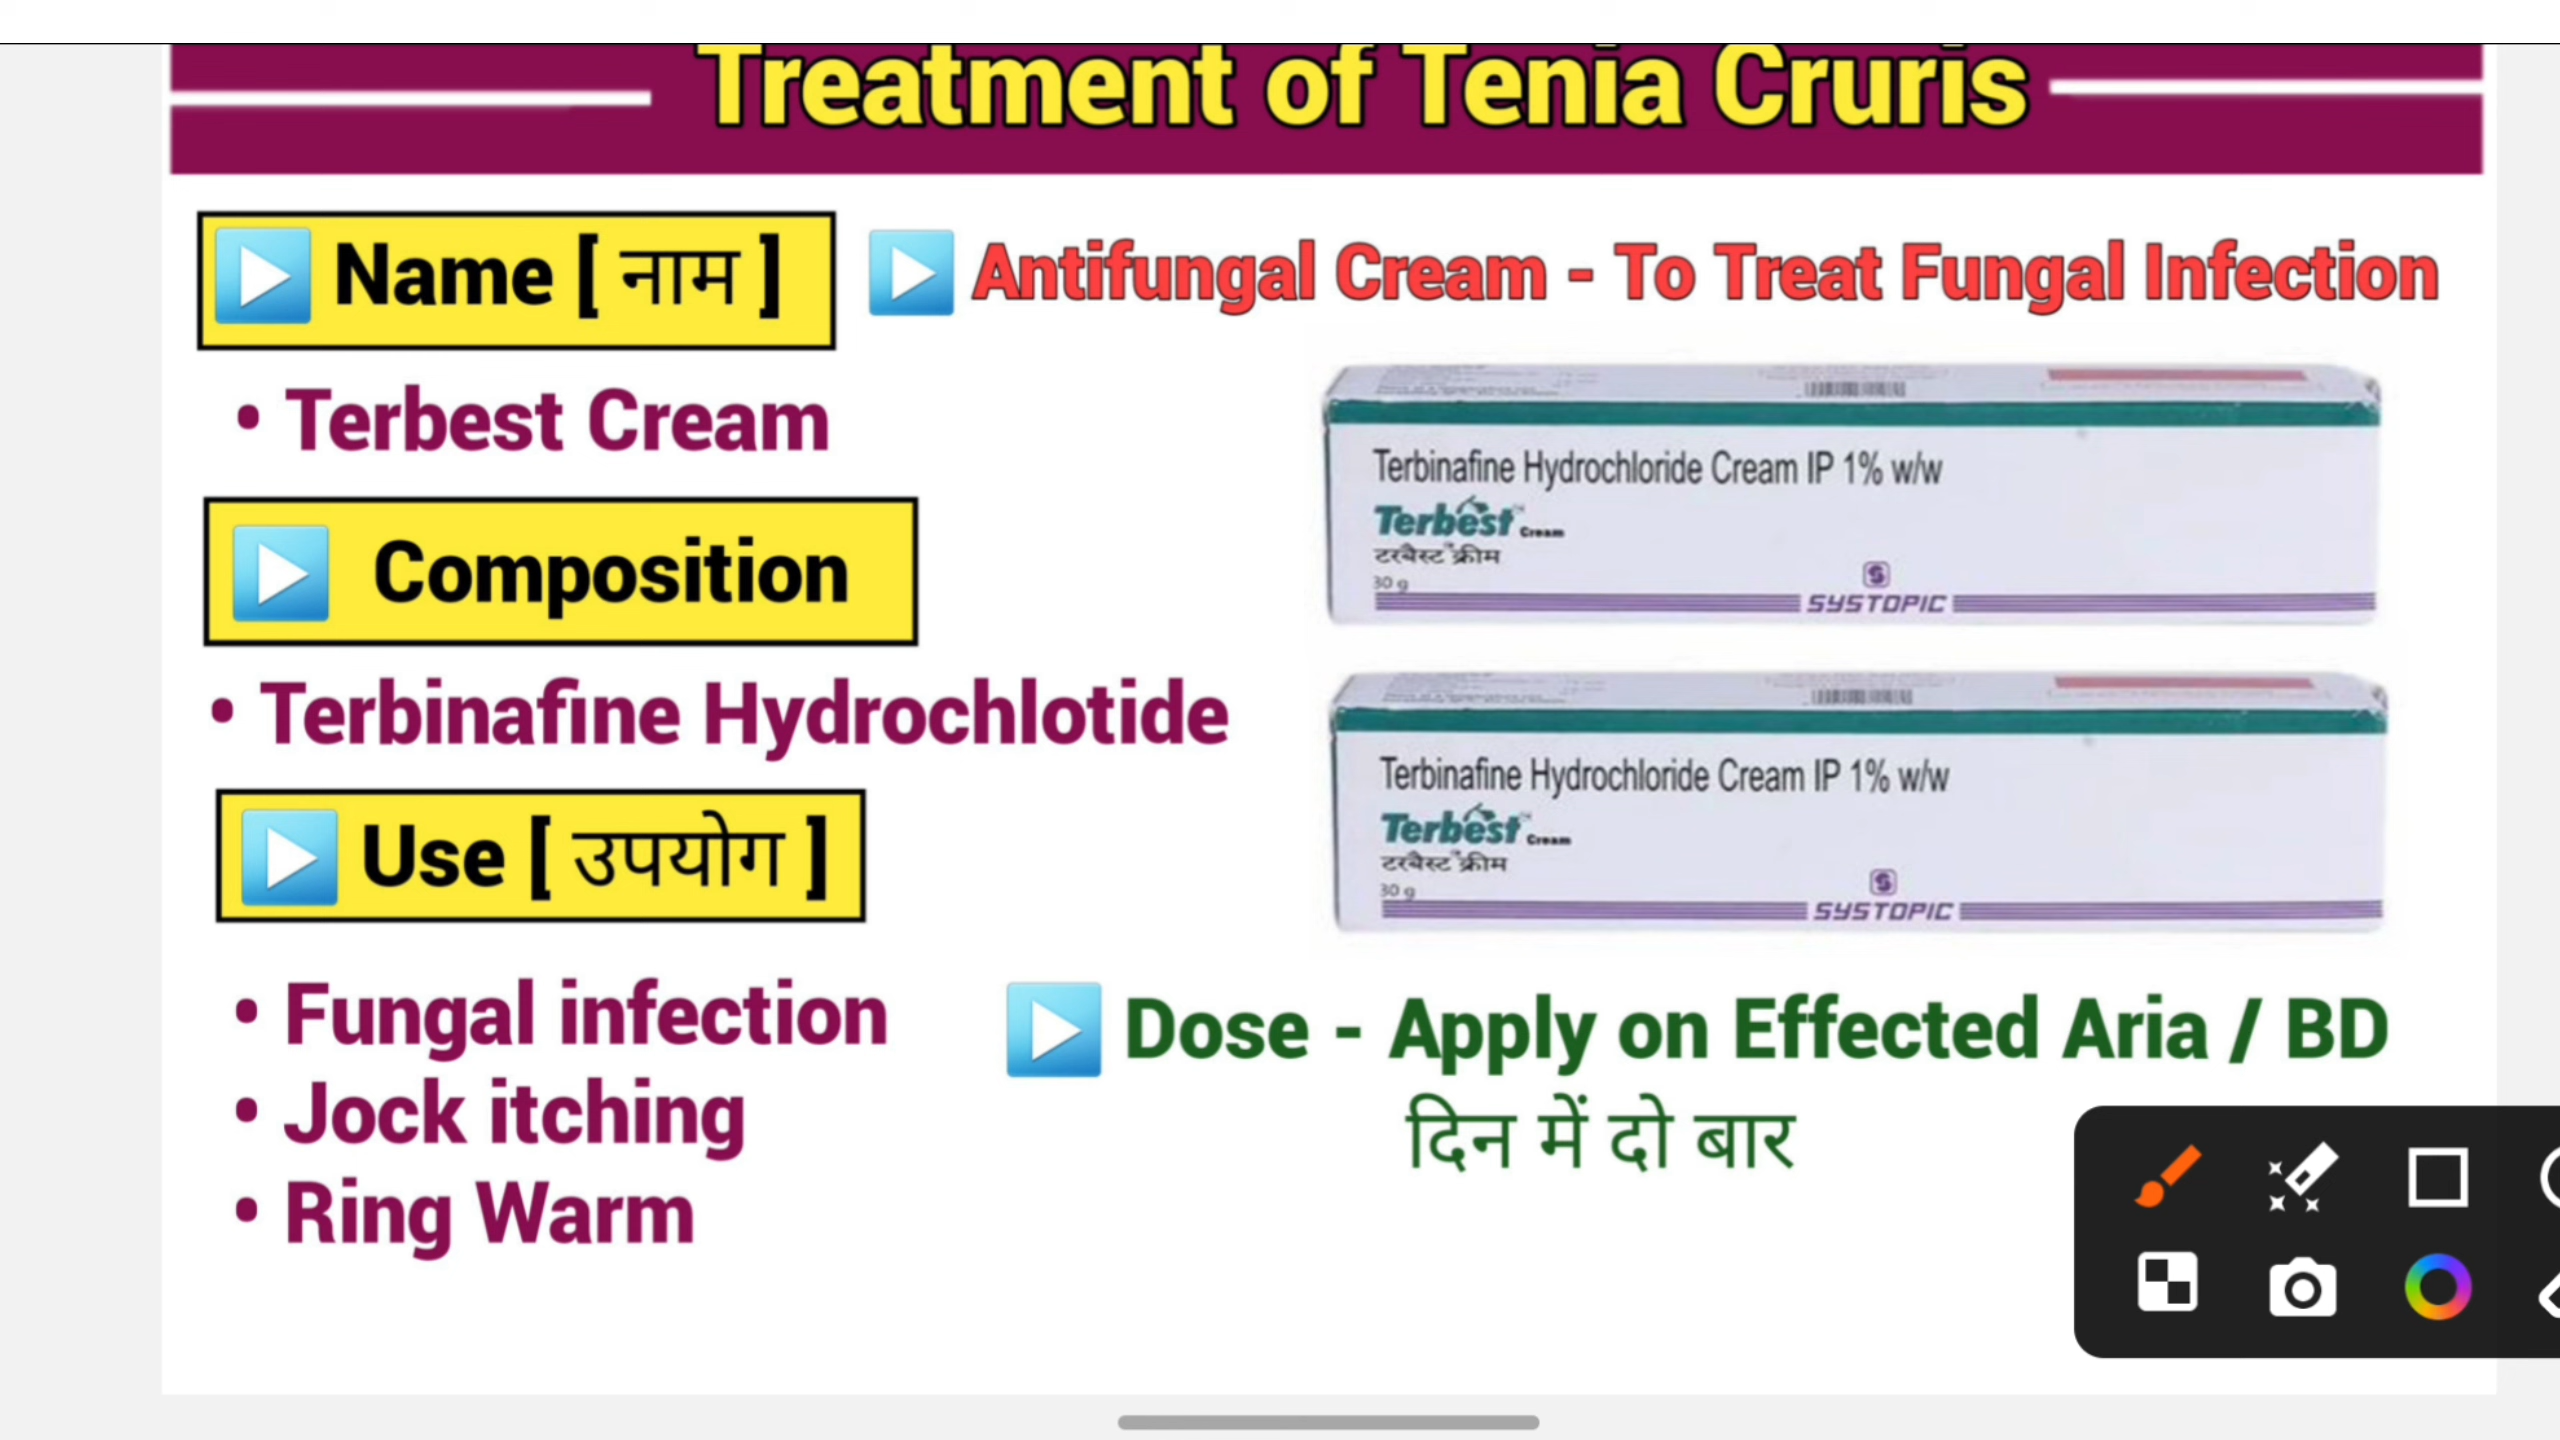 Treatment of Tenia Cruris
Name [ नाम ]
Antifungal Cream - To Treat Fungal Infection
• Terbest Cream
Composition
• Terbinafine Hydrochlotide
Use [ उपयोग ]
• Fungal infection
• Jock itching
• Ring Warm
Terbinafine Hydrochloride Cream IP 1% w/w
Terbest Cream
टरबैस्ट क्रीम
30 g
SYSTOPIC
Terbinafine Hydrochloride Cream IP 1% w/w
Terbest Cream
टरबैस्ट क्रीम
30 g
SYSTOPIC
Dose - Apply on Effected Aria / BD
दिन में दो बार